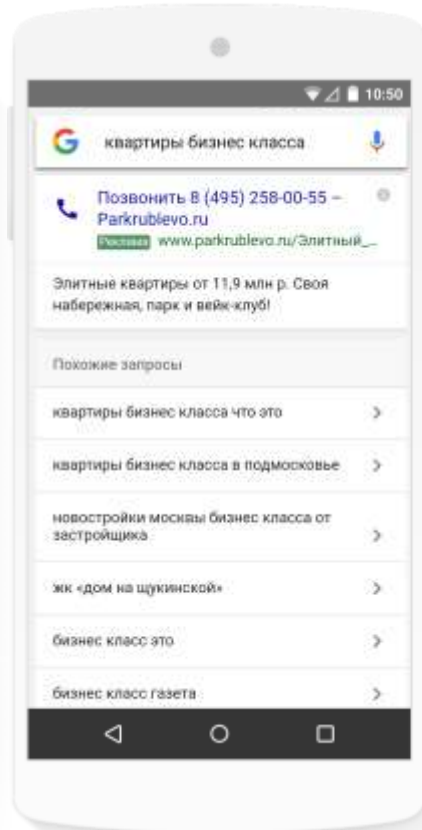 10:50
квартиры бизнес класса
Позвонить 8 (495) 258-00-55 –
Parkrublevo.ru
Реклама www.parkrublevo.ru/Элитный_...
Элитные квартиры от 11,9 млн р. Своя
набережная, парк и вейк-клуб!
Похожие запросы
квартиры бизнес класса что это
квартиры бизнес класса в подмосковье
новостройки москвы бизнес класса от
застройщика
жк «дом на щукинской»
бизнес класс это
бизнес класс газета